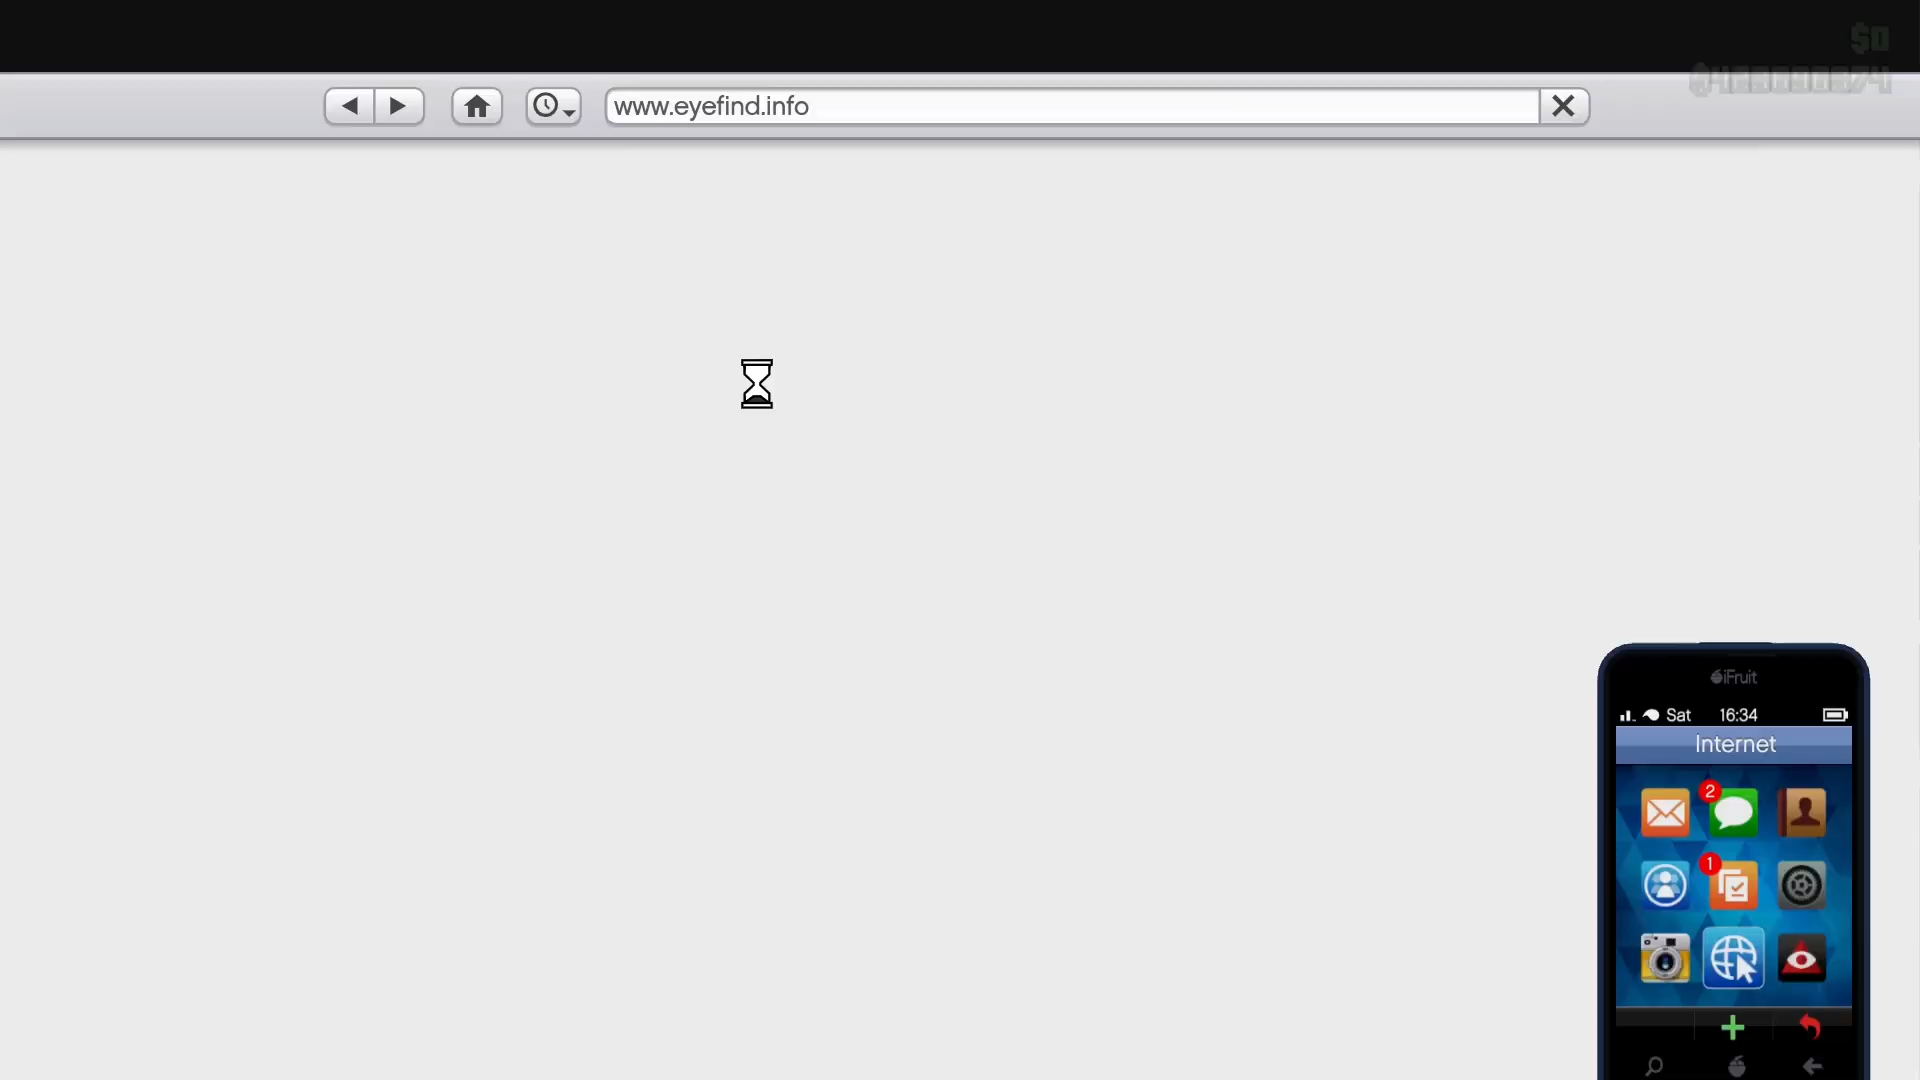 $0
www.eyefind.info
iFruit
Sat 16:34
Internet
2
1